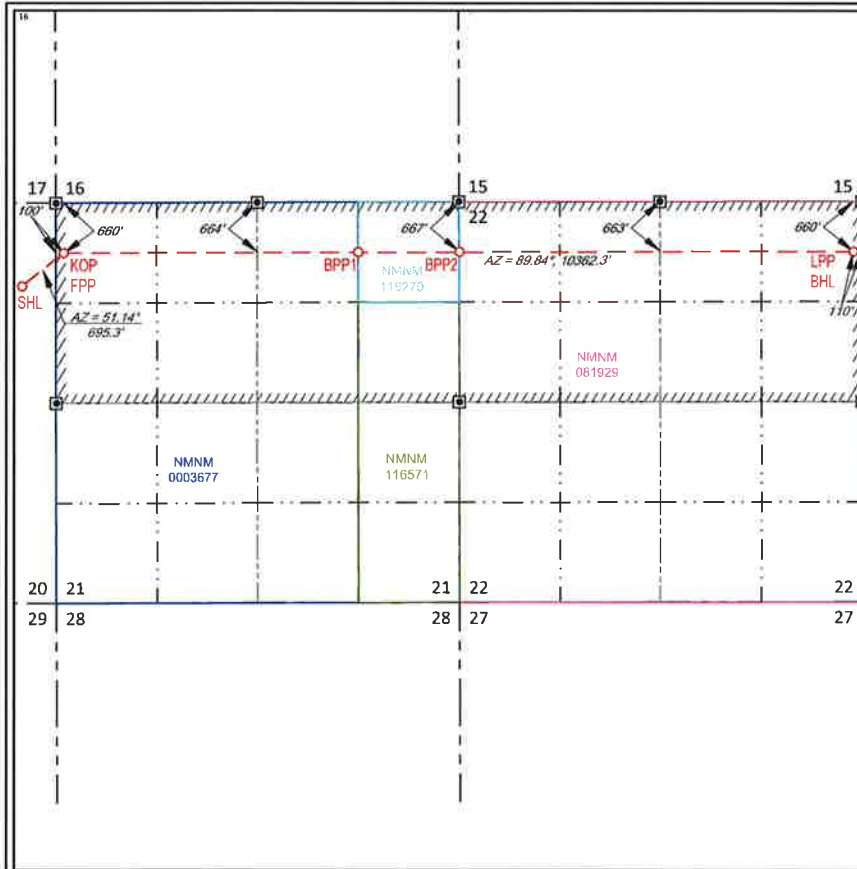 16
17 16
15
22
15
100'
660'
664'
667'
663'
660'
KOP
FPP
BPP1
BPP2
AZ = 89.84°, 10362.3'
LPP
BHL
SHL
AZ = 51.14°
695.3'
NMNM
119270
110'
NMNM
081929
NMNM
0003677
NMNM
116571
20 21
21 22
22
29 28
28 27
27